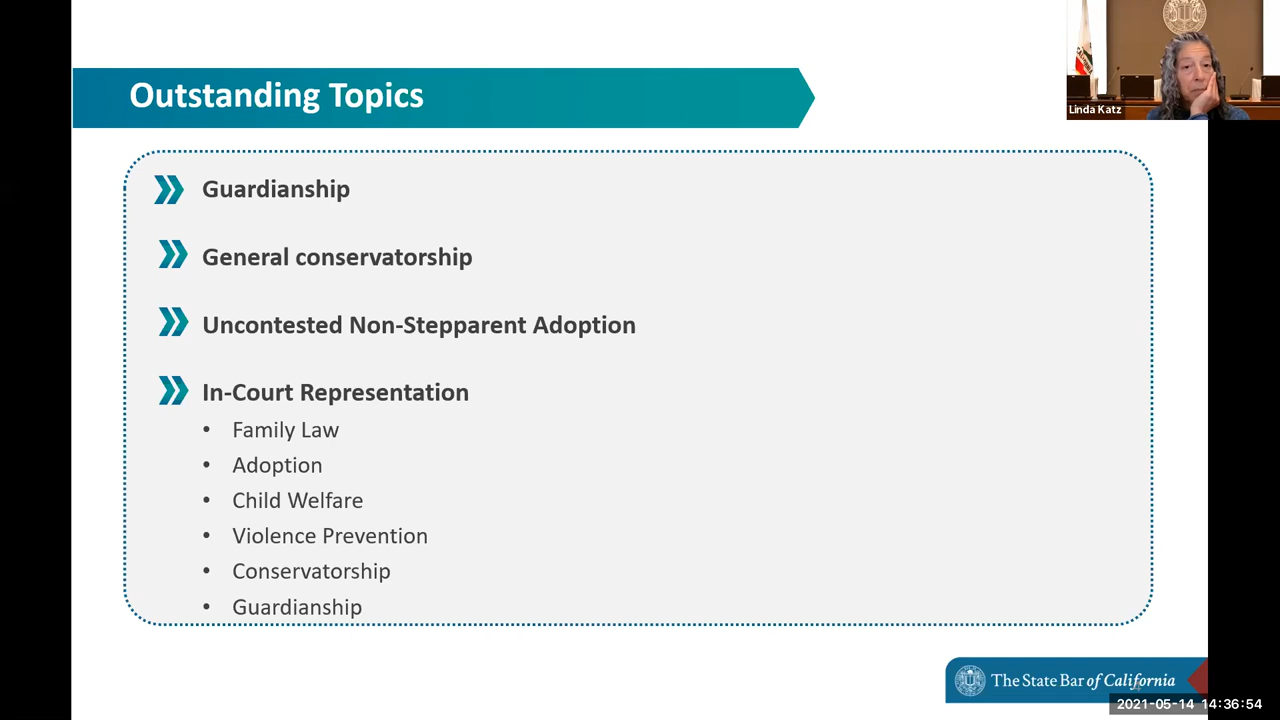 Outstanding Topics
Linda Katz
Guardianship
General conservatorship
Uncontested Non-Stepparent Adoption
In-Court Representation
• Family Law
• Adoption
• Child Welfare
• Violence Prevention
• Conservatorship
• Guardianship
The State Bar of California
2021-05-14 14:36:54